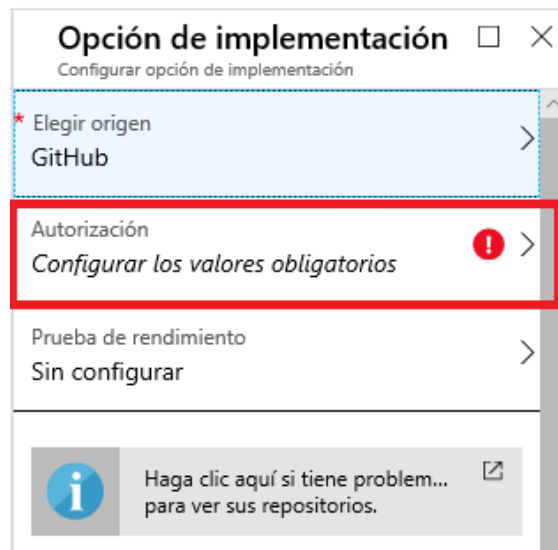 Opción de implementación
Configurar opción de implementación
* Elegir origen
GitHub
Autorización
Configurar los valores obligatorios
Prueba de rendimiento
Sin configurar
Haga clic aquí si tiene problem...
para ver sus repositorios.